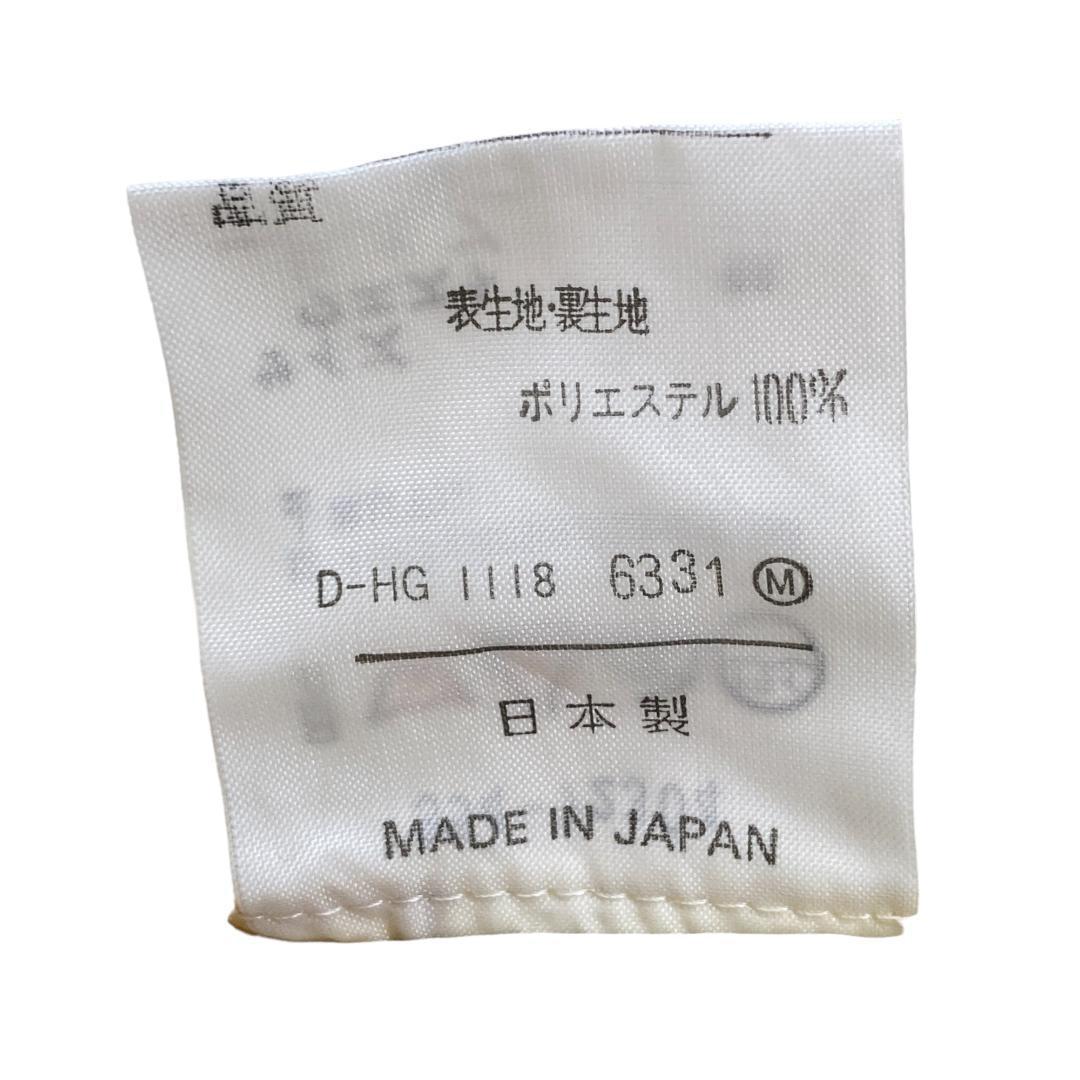 品質
表生地・裏生地
ポリエステル 100%
D-HG 1118 6331 Ⓜ
日本製
MADE IN JAPAN